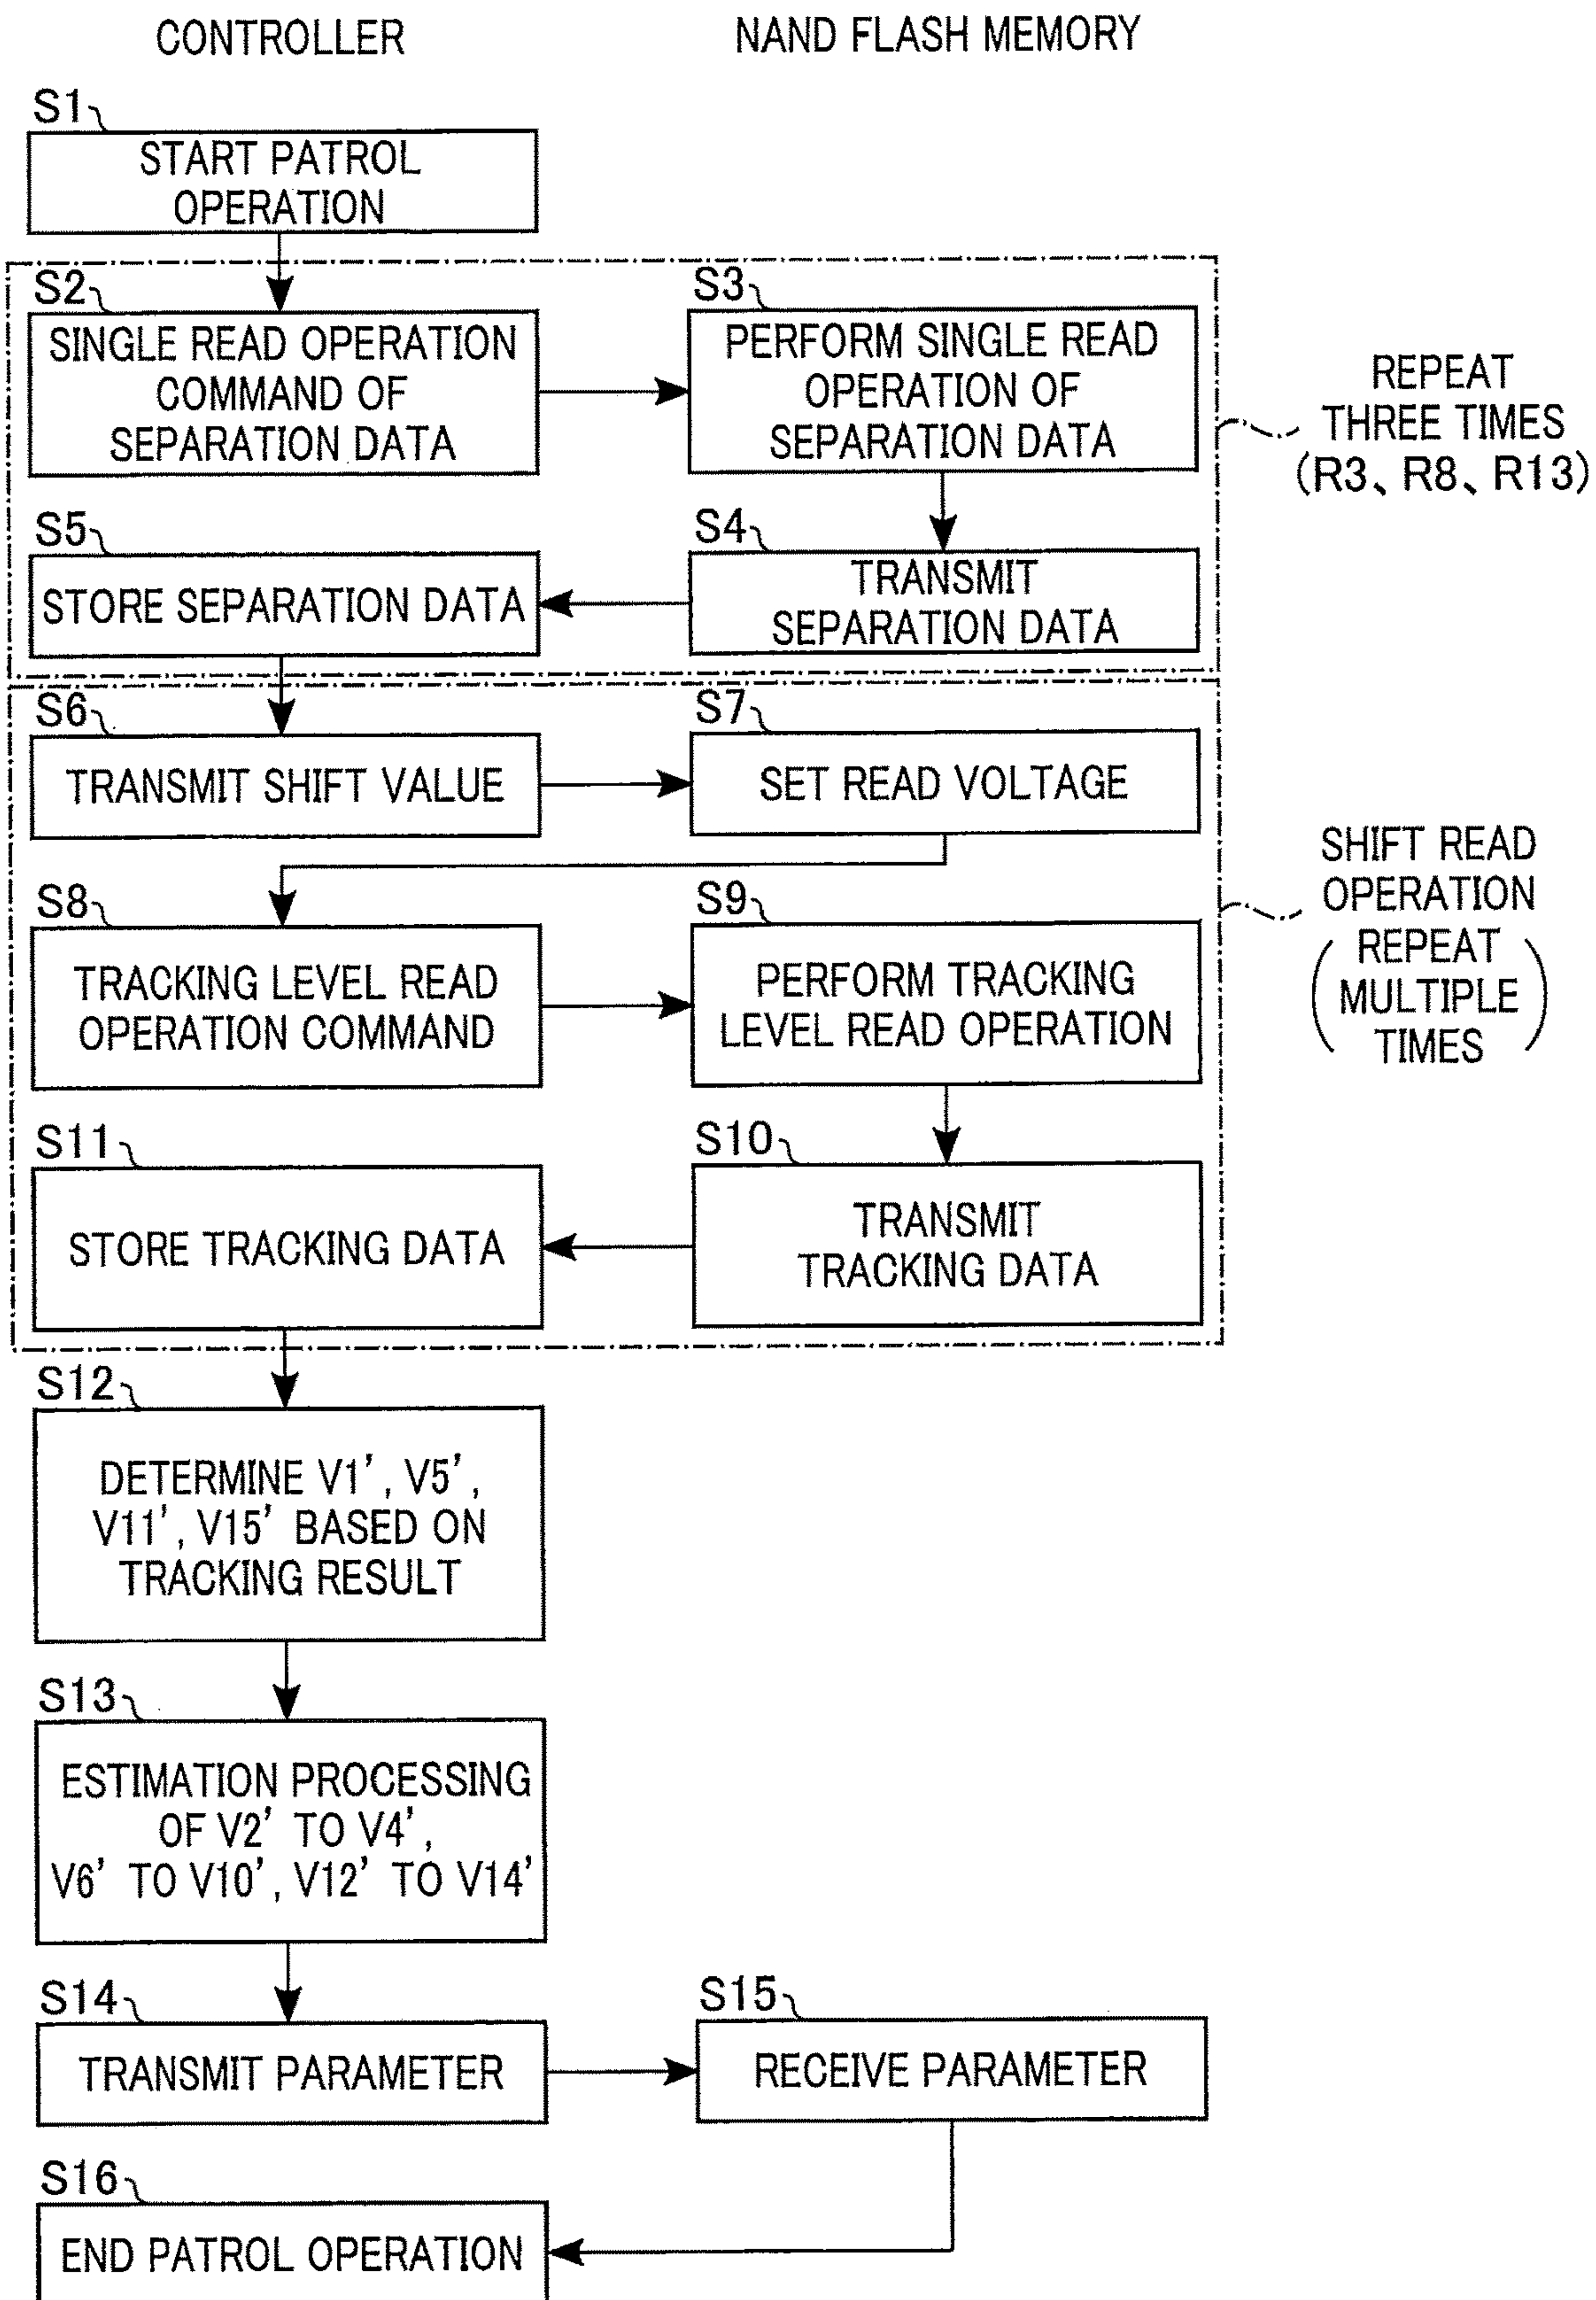 CONTROLLER
NAND FLASH MEMORY
S1
START PATROL
OPERATION
S2
SINGLE READ OPERATION
COMMAND OF
SEPARATION DATA
S3
PERFORM SINGLE READ
OPERATION OF
SEPARATION DATA
REPEAT
THREE TIMES
(R3、R8、R13)
S5
STORE SEPARATION DATA
S4
TRANSMIT
SEPARATION DATA
S6
TRANSMIT SHIFT VALUE
S7
SET READ VOLTAGE
SHIFT READ
OPERATION
(REPEAT
MULTIPLE
TIMES)
S8
TRACKING LEVEL READ
OPERATION COMMAND
S9
PERFORM TRACKING
LEVEL READ OPERATION
S11
STORE TRACKING DATA
S10
TRANSMIT
TRACKING DATA
S12
DETERMINE V1', V5',
V11', V15' BASED ON
TRACKING RESULT
S13
ESTIMATION PROCESSING
OF V2' TO V4',
V6' TO V10', V12' TO V14'
S14
TRANSMIT PARAMETER
S15
RECEIVE PARAMETER
S16
END PATROL OPERATION